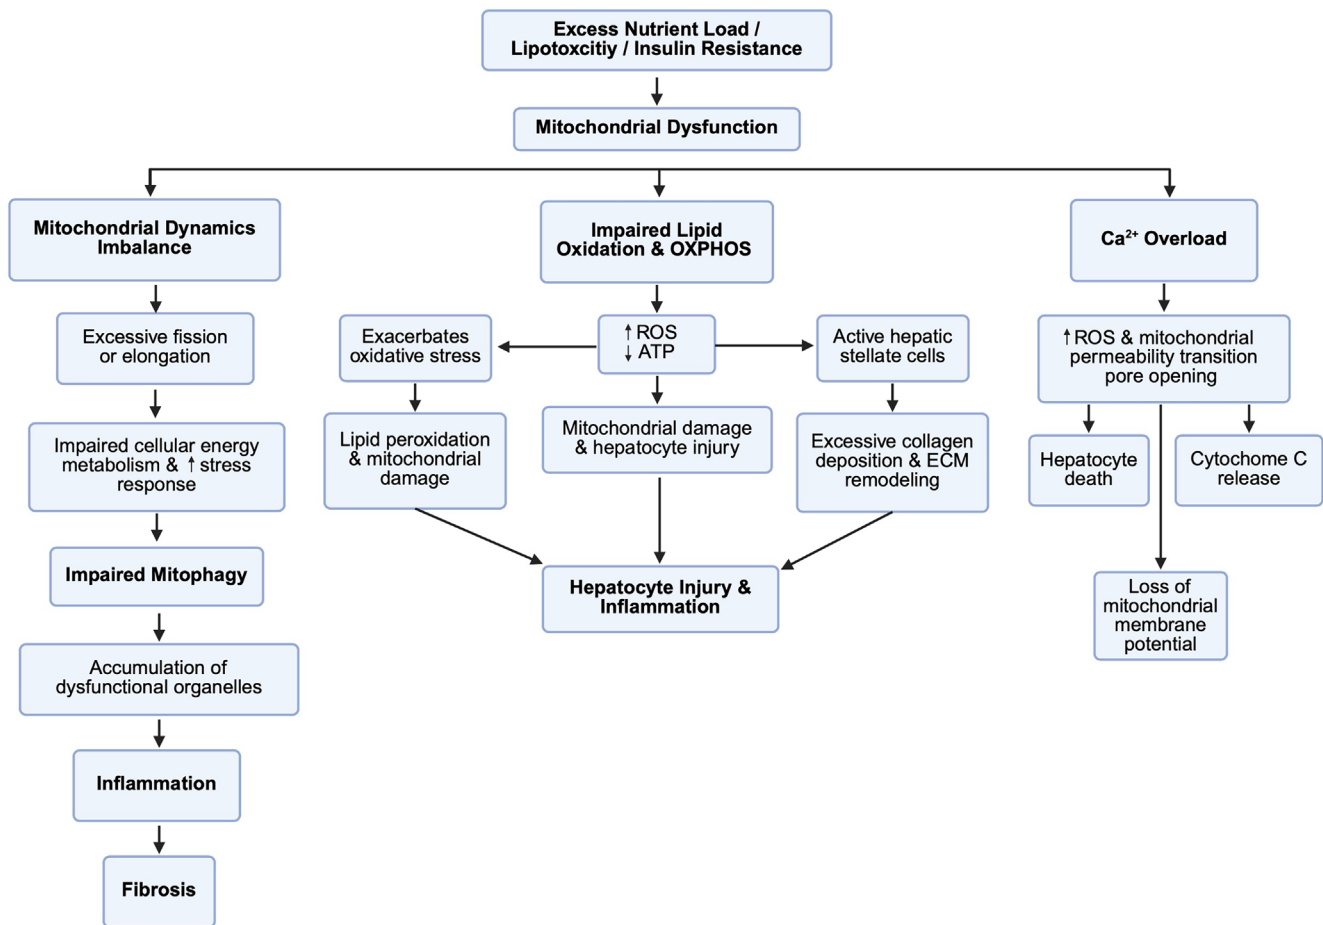 Excess Nutrient Load /
Lipotoxcitiy / Insulin Resistance
Mitochondrial Dysfunction
Mitochondrial Dynamics
Imbalance
Impaired Lipid
Oxidation & OXPHOS
Ca²⁺ Overload
Excessive fission
or elongation
Exacerbates
oxidative stress
↑ROS
↓ ATP
Active hepatic
stellate cells
↑ROS & mitochondrial
permeability transition
pore opening
Impaired cellular energy
metabolism & ↑stress
response
Lipid peroxidation
& mitochondrial
damage
Mitochondrial damage
& hepatocyte injury
Excessive collagen
deposition & ECM
remodeling
Hepatocyte
death
Cytochome C
release
Impaired Mitophagy
Hepatocyte Injury &
Inflammation
Loss of
mitochondrial
membrane
potential
Accumulation of
dysfunctional organelles
Inflammation
Fibrosis